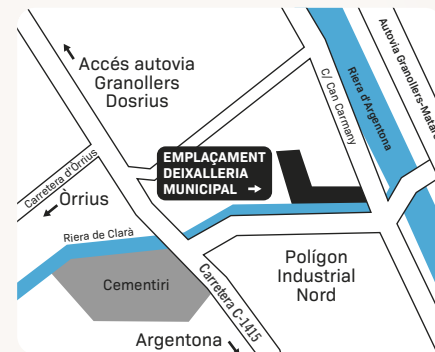 Accés autovia
Granollers
Dosrius
C/ Can Carmany
Riera d'Argentona
Autovia Granollers-Mataró
EMPLAÇAMENT
DEIXALLERIA
MUNICIPAL
Carretera d'Òrrius
Òrrius
Riera de Clarà
Cementiri
Carretera C-1415
Polígon
Industrial
Nord
Argentona